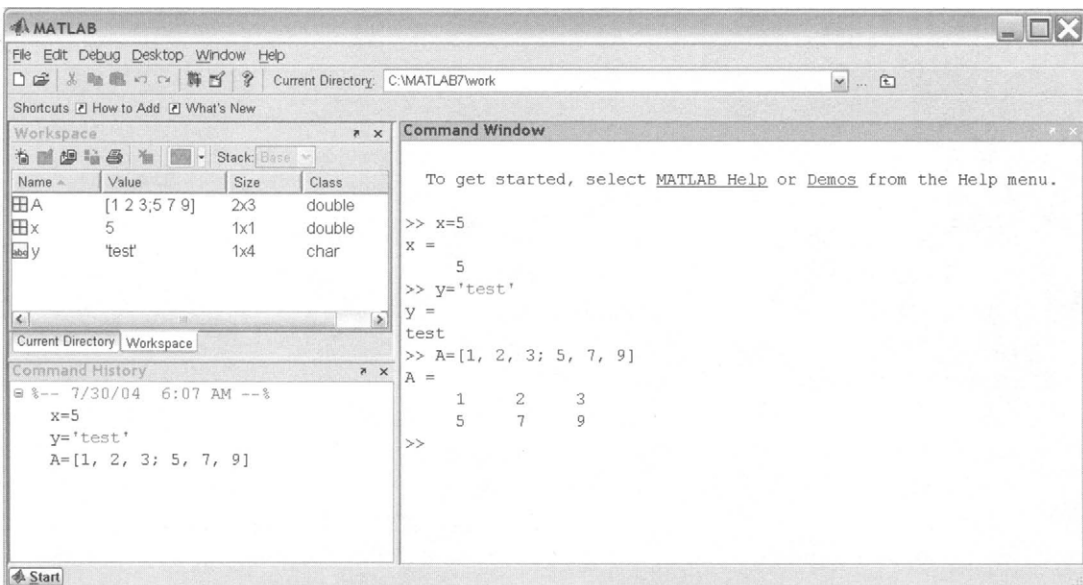 MATLAB
File Edit Debug Desktop Window Help
Current Directory: C:\MATLAB7\work ...
Shortcuts How to Add What's New
Workspace
Stack: Base
Name Value Size Class
A [1 2 3;5 7 9] 2x3 double
x 5 1x1 double
abc y 'test' 1x4 char
Current Directory Workspace
Command History
%-- 7/30/04 6:07 AM --%
x=5
y='test'
A=[1, 2, 3; 5, 7, 9]
Command Window
To get started, select MATLAB Help or Demos from the Help menu.
>> x=5
x =
5
>> y='test'
y =
test
>> A=[1, 2, 3; 5, 7, 9]
A =
1 2 3
5 7 9
>>
Start